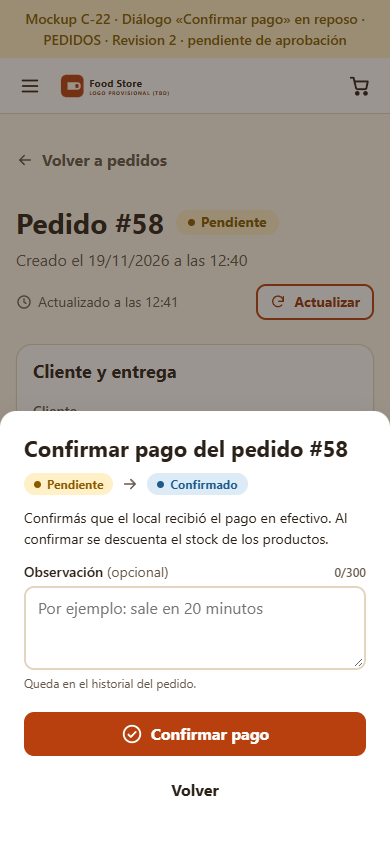 Mockup C-22 · Diálogo «Confirmar pago» en reposo ·
PEDIDOS · Revision 2 · pendiente de aprobación
Food Store
LOGO PROVISIONAL (TBD)
Volver a pedidos
Pedido #58
Pendiente
Creado el 19/11/2026 a las 12:40
Actualizado a las 12:41
Actualizar
Cliente y entrega
Cliente
Confirmar pago del pedido #58
Pendiente → Confirmado
Confirmás que el local recibió el pago en efectivo. Al
confirmar se descuenta el stock de los productos.
Observación (opcional) 0/300
Por ejemplo: sale en 20 minutos
Queda en el historial del pedido.
Confirmar pago
Volver